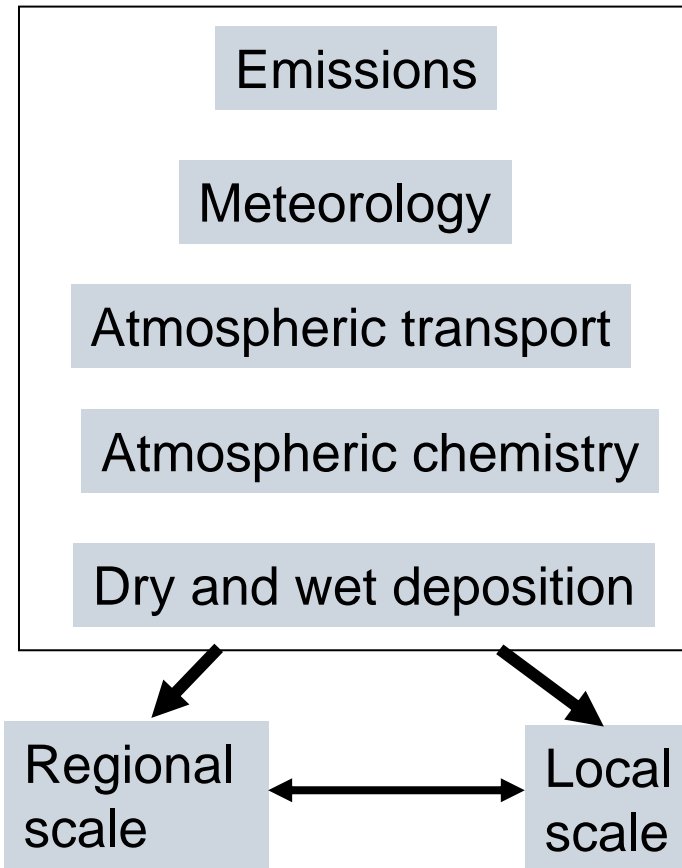 Emissions
Meteorology
Atmospheric transport
Atmospheric chemistry
Dry and wet deposition
Regional
scale
Local
scale